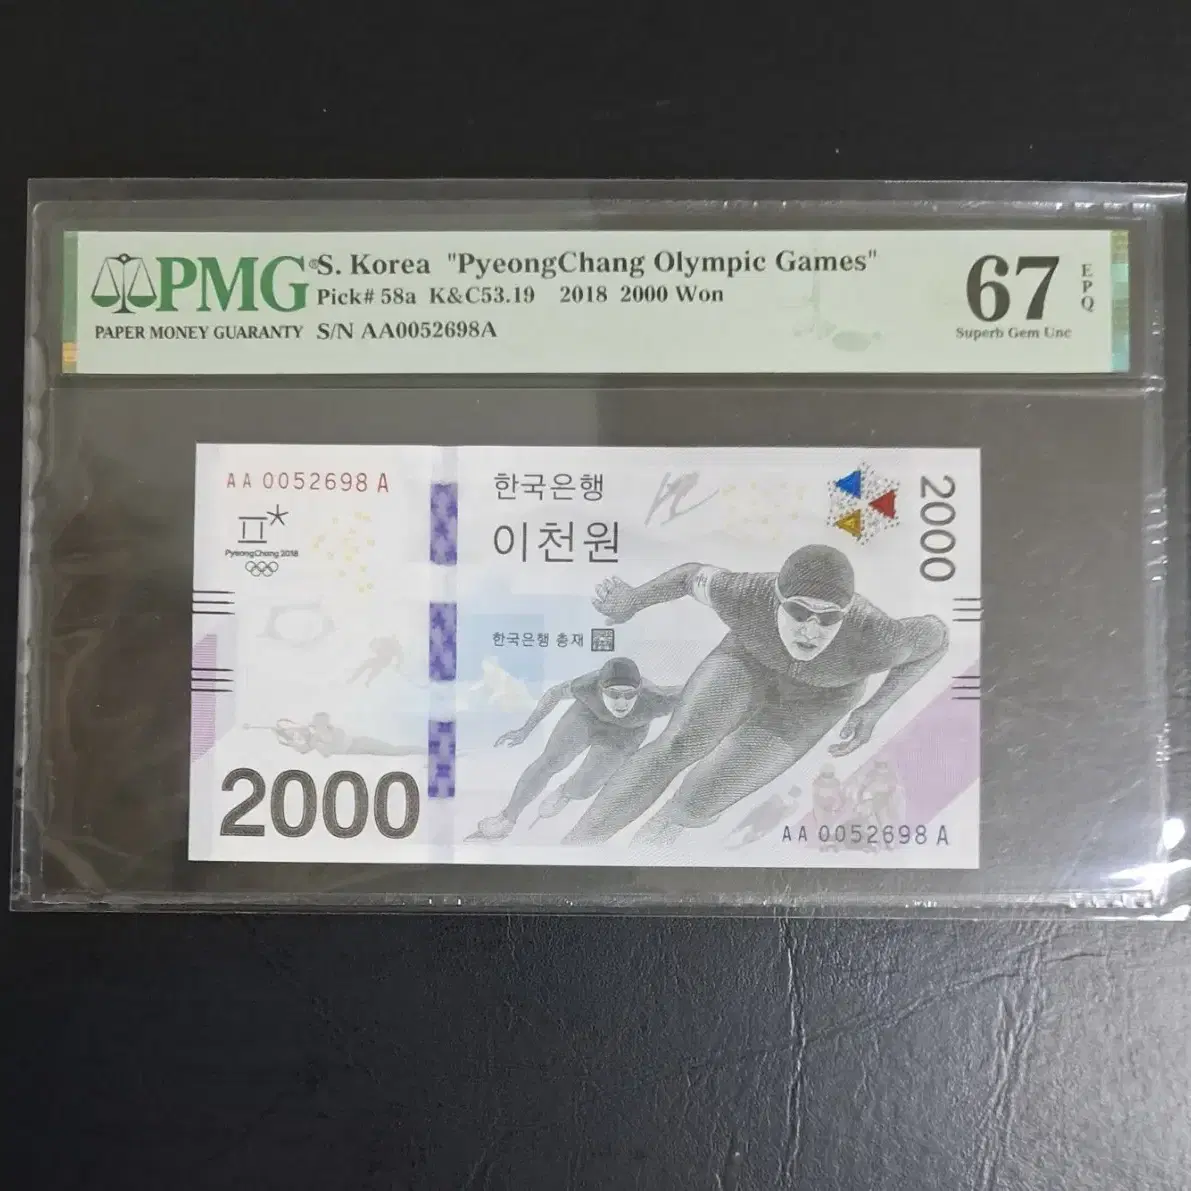 PMG® S. Korea "PyeongChang Olympic Games"
Pick# 58a K&C53.19 2018 2000 Won
PAPER MONEY GUARANTY S/N AA0052698A
67 EPQ
Superb Gem Unc
AA 0052698 A
PyeongChang 2018
한국은행
이천원
2000
한국은행 총재
2000
AA 0052698 A